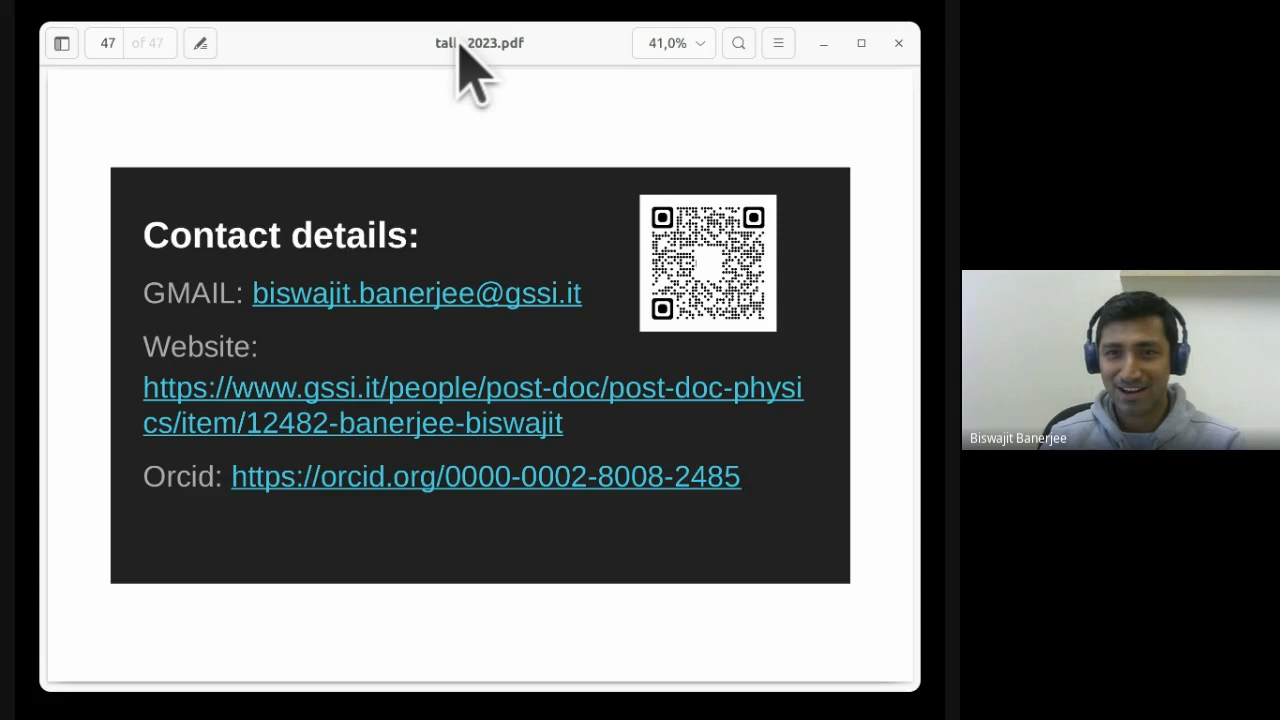 47 of 47
2023.pdf
41,0%
Contact details:
GMAIL: biswajit.banerjee@gssi.it
Website:
https://www.gssi.it/people/post-doc/post-doc-physi
cs/item/12482-banerjee-biswajit
Orcid: https://orcid.org/0000-0002-8008-2485
Biswajit Banerjee